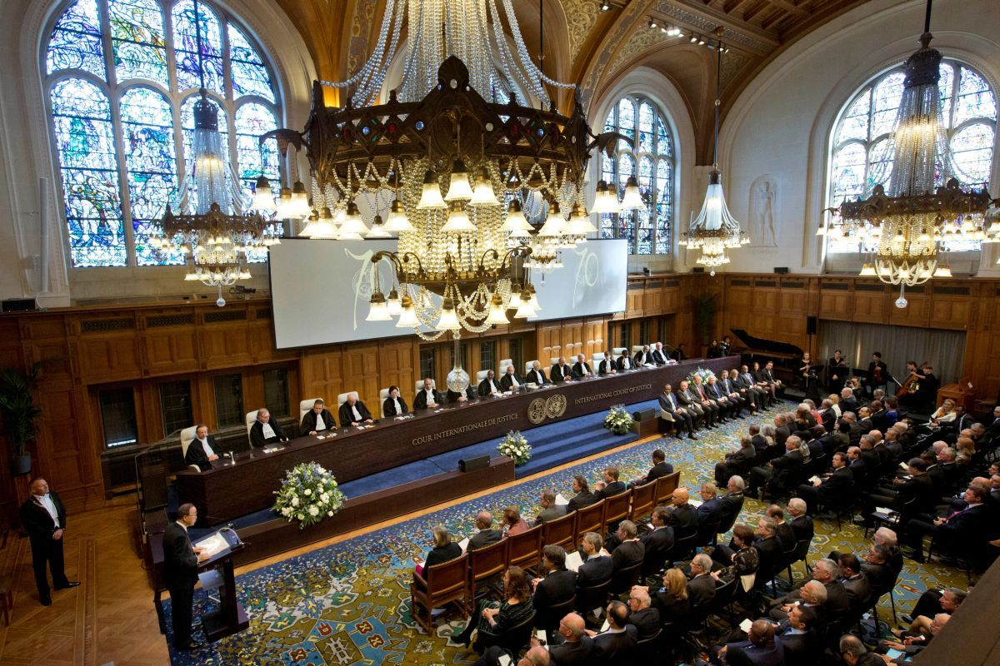 70
70
COUR INTERNATIONALE DE JUSTICE
INTERNATIONAL COURT OF JUSTICE